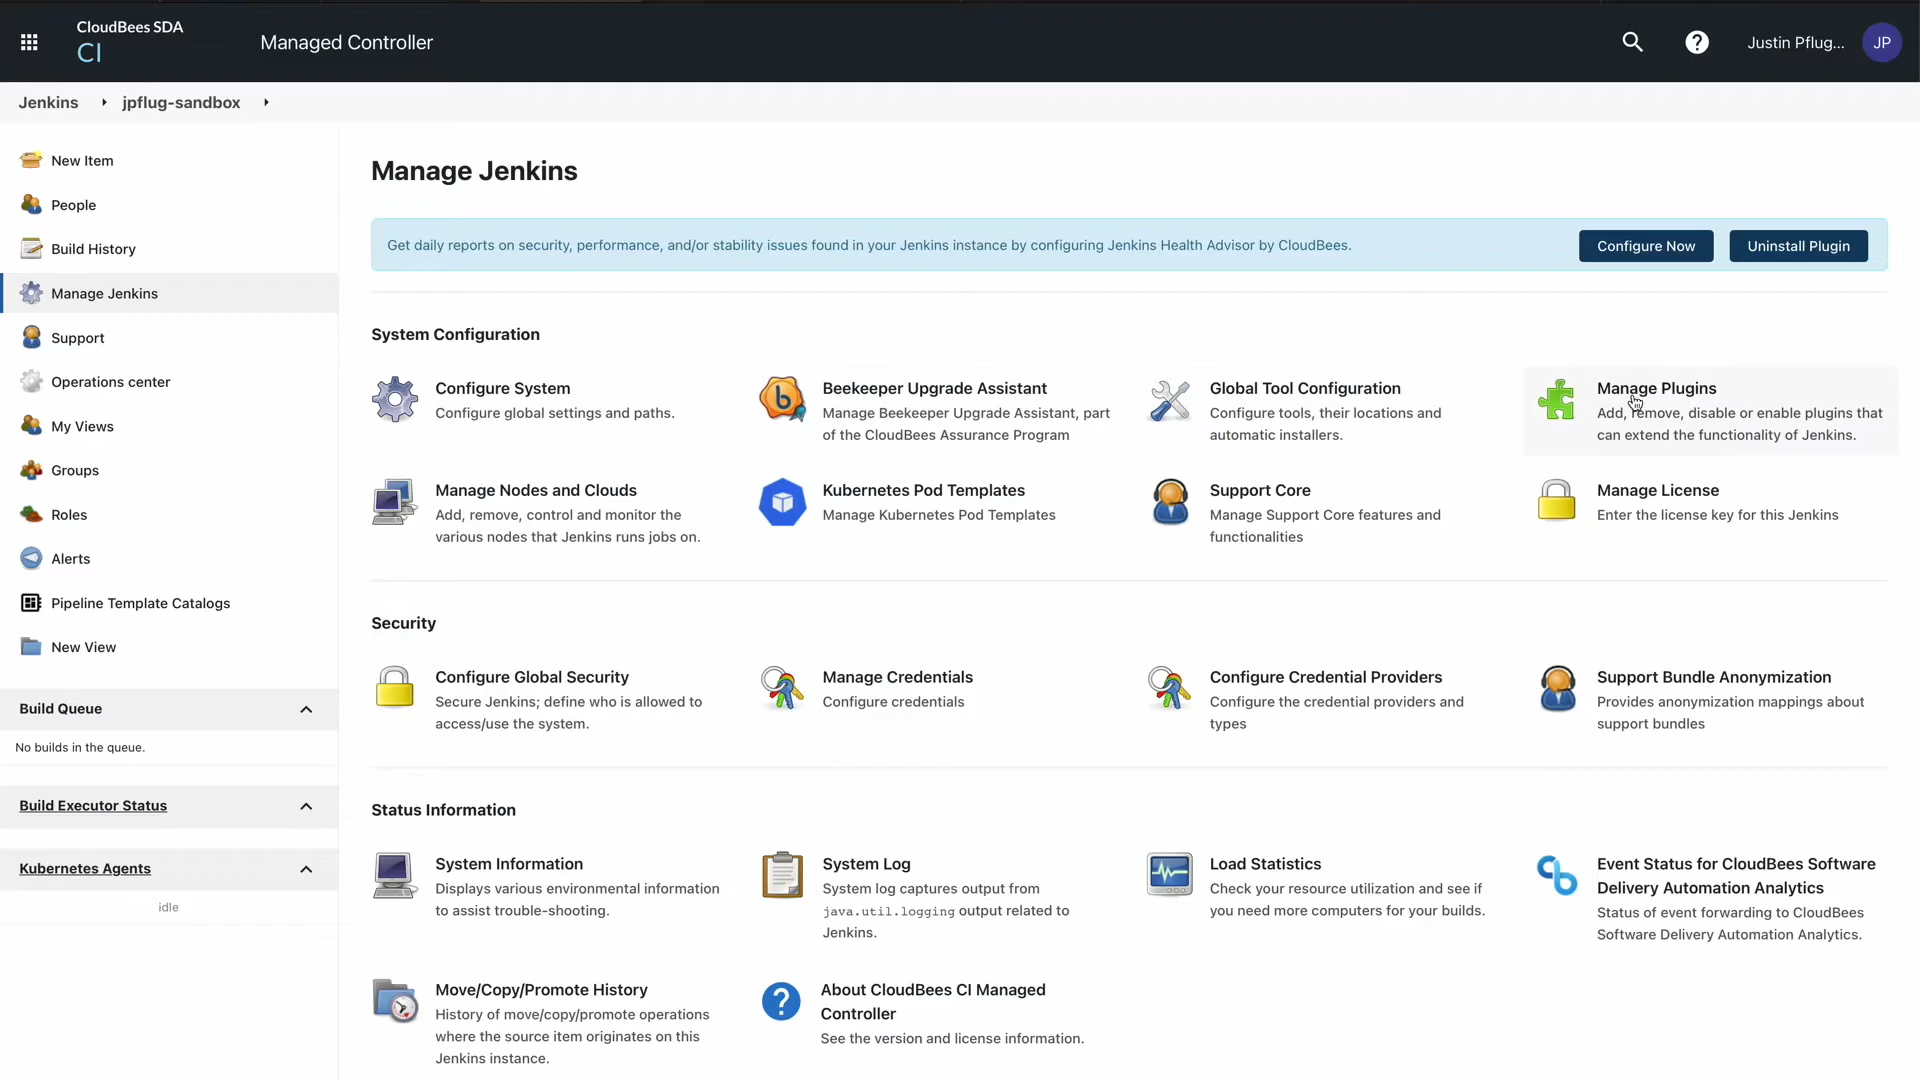 CloudBees SDA
CI
Managed Controller
Justin Pflug...
JP
Jenkins
jpflug-sandbox
New Item
People
Build History
Manage Jenkins
Support
Operations center
My Views
Groups
Roles
Alerts
Pipeline Template Catalogs
New View
Build Queue
No builds in the queue.
Build Executor Status
Kubernetes Agents
idle
Manage Jenkins
Get daily reports on security, performance, and/or stability issues found in your Jenkins instance by configuring Jenkins Health Advisor by CloudBees.
Configure Now
Uninstall Plugin
System Configuration
Configure System
Configure global settings and paths.
Beekeeper Upgrade Assistant
Manage Beekeeper Upgrade Assistant, part
of the CloudBees Assurance Program
Global Tool Configuration
Configure tools, their locations and
automatic installers.
Manage Plugins
Add, remove, disable or enable plugins that
can extend the functionality of Jenkins.
Manage Nodes and Clouds
Add, remove, control and monitor the
various nodes that Jenkins runs jobs on.
Kubernetes Pod Templates
Manage Kubernetes Pod Templates
Support Core
Manage Support Core features and
functionalities
Manage License
Enter the license key for this Jenkins
Security
Configure Global Security
Secure Jenkins; define who is allowed to
access/use the system.
Manage Credentials
Configure credentials
Configure Credential Providers
Configure the credential providers and
types
Support Bundle Anonymization
Provides anonymization mappings about
support bundles
Status Information
System Information
Displays various environmental information
to assist trouble-shooting.
System Log
System log captures output from
java.util.logging output related to
Jenkins.
Load Statistics
Check your resource utilization and see if
you need more computers for your builds.
Event Status for CloudBees Software
Delivery Automation Analytics
Status of event forwarding to CloudBees
Software Delivery Automation Analytics.
Move/Copy/Promote History
History of move/copy/promote operations
where the source item originates on this
Jenkins instance.
About CloudBees CI Managed
Controller
See the version and license information.